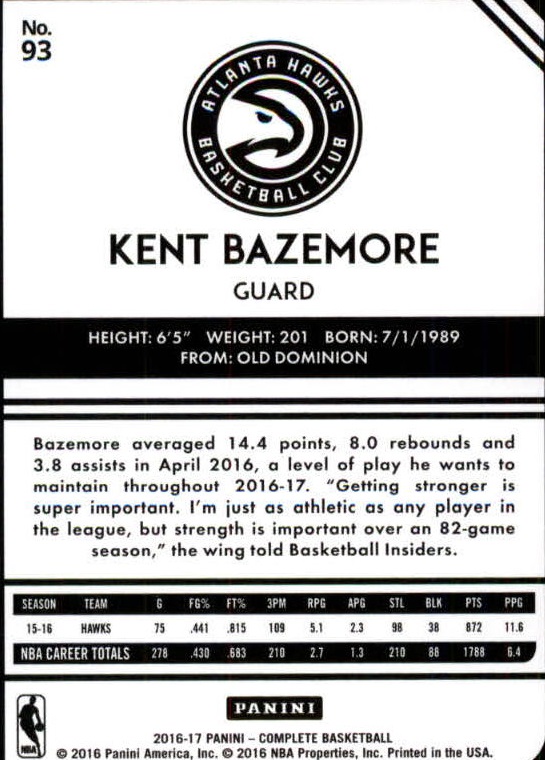 No.
93
ATLANTA HAWKS
BASKETBALL CLUB
KENT BAZEMORE
GUARD
HEIGHT: 6'5" WEIGHT: 201 BORN: 7/1/1989
FROM: OLD DOMINION
Bazemore averaged 14.4 points, 8.0 rebounds and
3.8 assists in April 2016, a level of play he wants to
maintain throughout 2016-17. “Getting stronger is
super important. I'm just as athletic as any player in
the league, but strength is important over an 82-game
season,” the wing told Basketball Insiders.
SEASON TEAM G FG% FT% 3PM RPG APG STL BLK PTS PPG
15-16 HAWKS 75 .441 .815 109 5.1 2.3 98 38 872 11.6
NBA CAREER TOTALS 278 .430 .683 210 2.7 1.3 210 88 1788 6.4
PANINI
NBA
2016-17 PANINI – COMPLETE BASKETBALL
© 2016 Panini America, Inc. © 2016 NBA Properties, Inc. Printed in the USA.